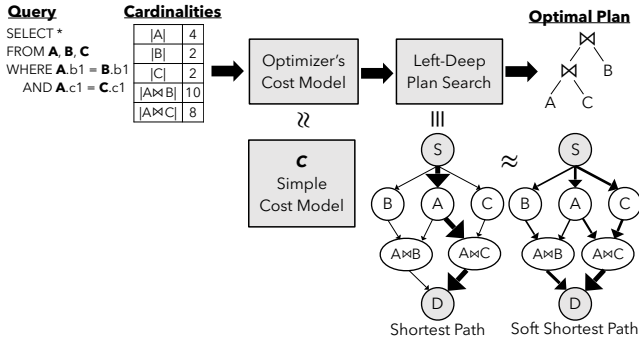 Query
SELECT *
FROM A, B, C
WHERE A.b1 = B.b1
AND A.c1 = C.c1
Cardinalities
|A| 4
|B| 2
|C| 2
|A⋈B| 10
|A⋈C| 8
Optimizer's
Cost Model
Left-Deep
Plan Search
Optimal Plan
⋈
⋈ B
A C
≈
C
Simple
Cost Model
≡
S
B A C
A⋈B A⋈C
D
Shortest Path
≈
S
B A C
A⋈B A⋈C
D
Soft Shortest Path